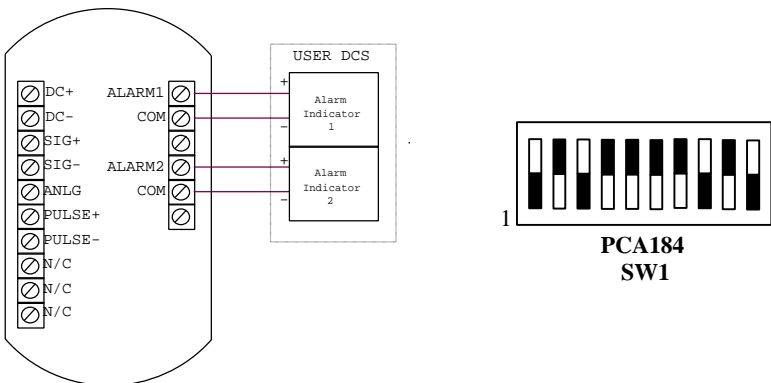 USER DCS
DC+
DC-
SIG+
SIG-
ANLG
PULSE+
PULSE-
N/C
N/C
N/C
ALARM1
COM
ALARM2
COM
+
Alarm
Indicator
1
−
+
Alarm
Indicator
2
−
1
PCA184
SW1